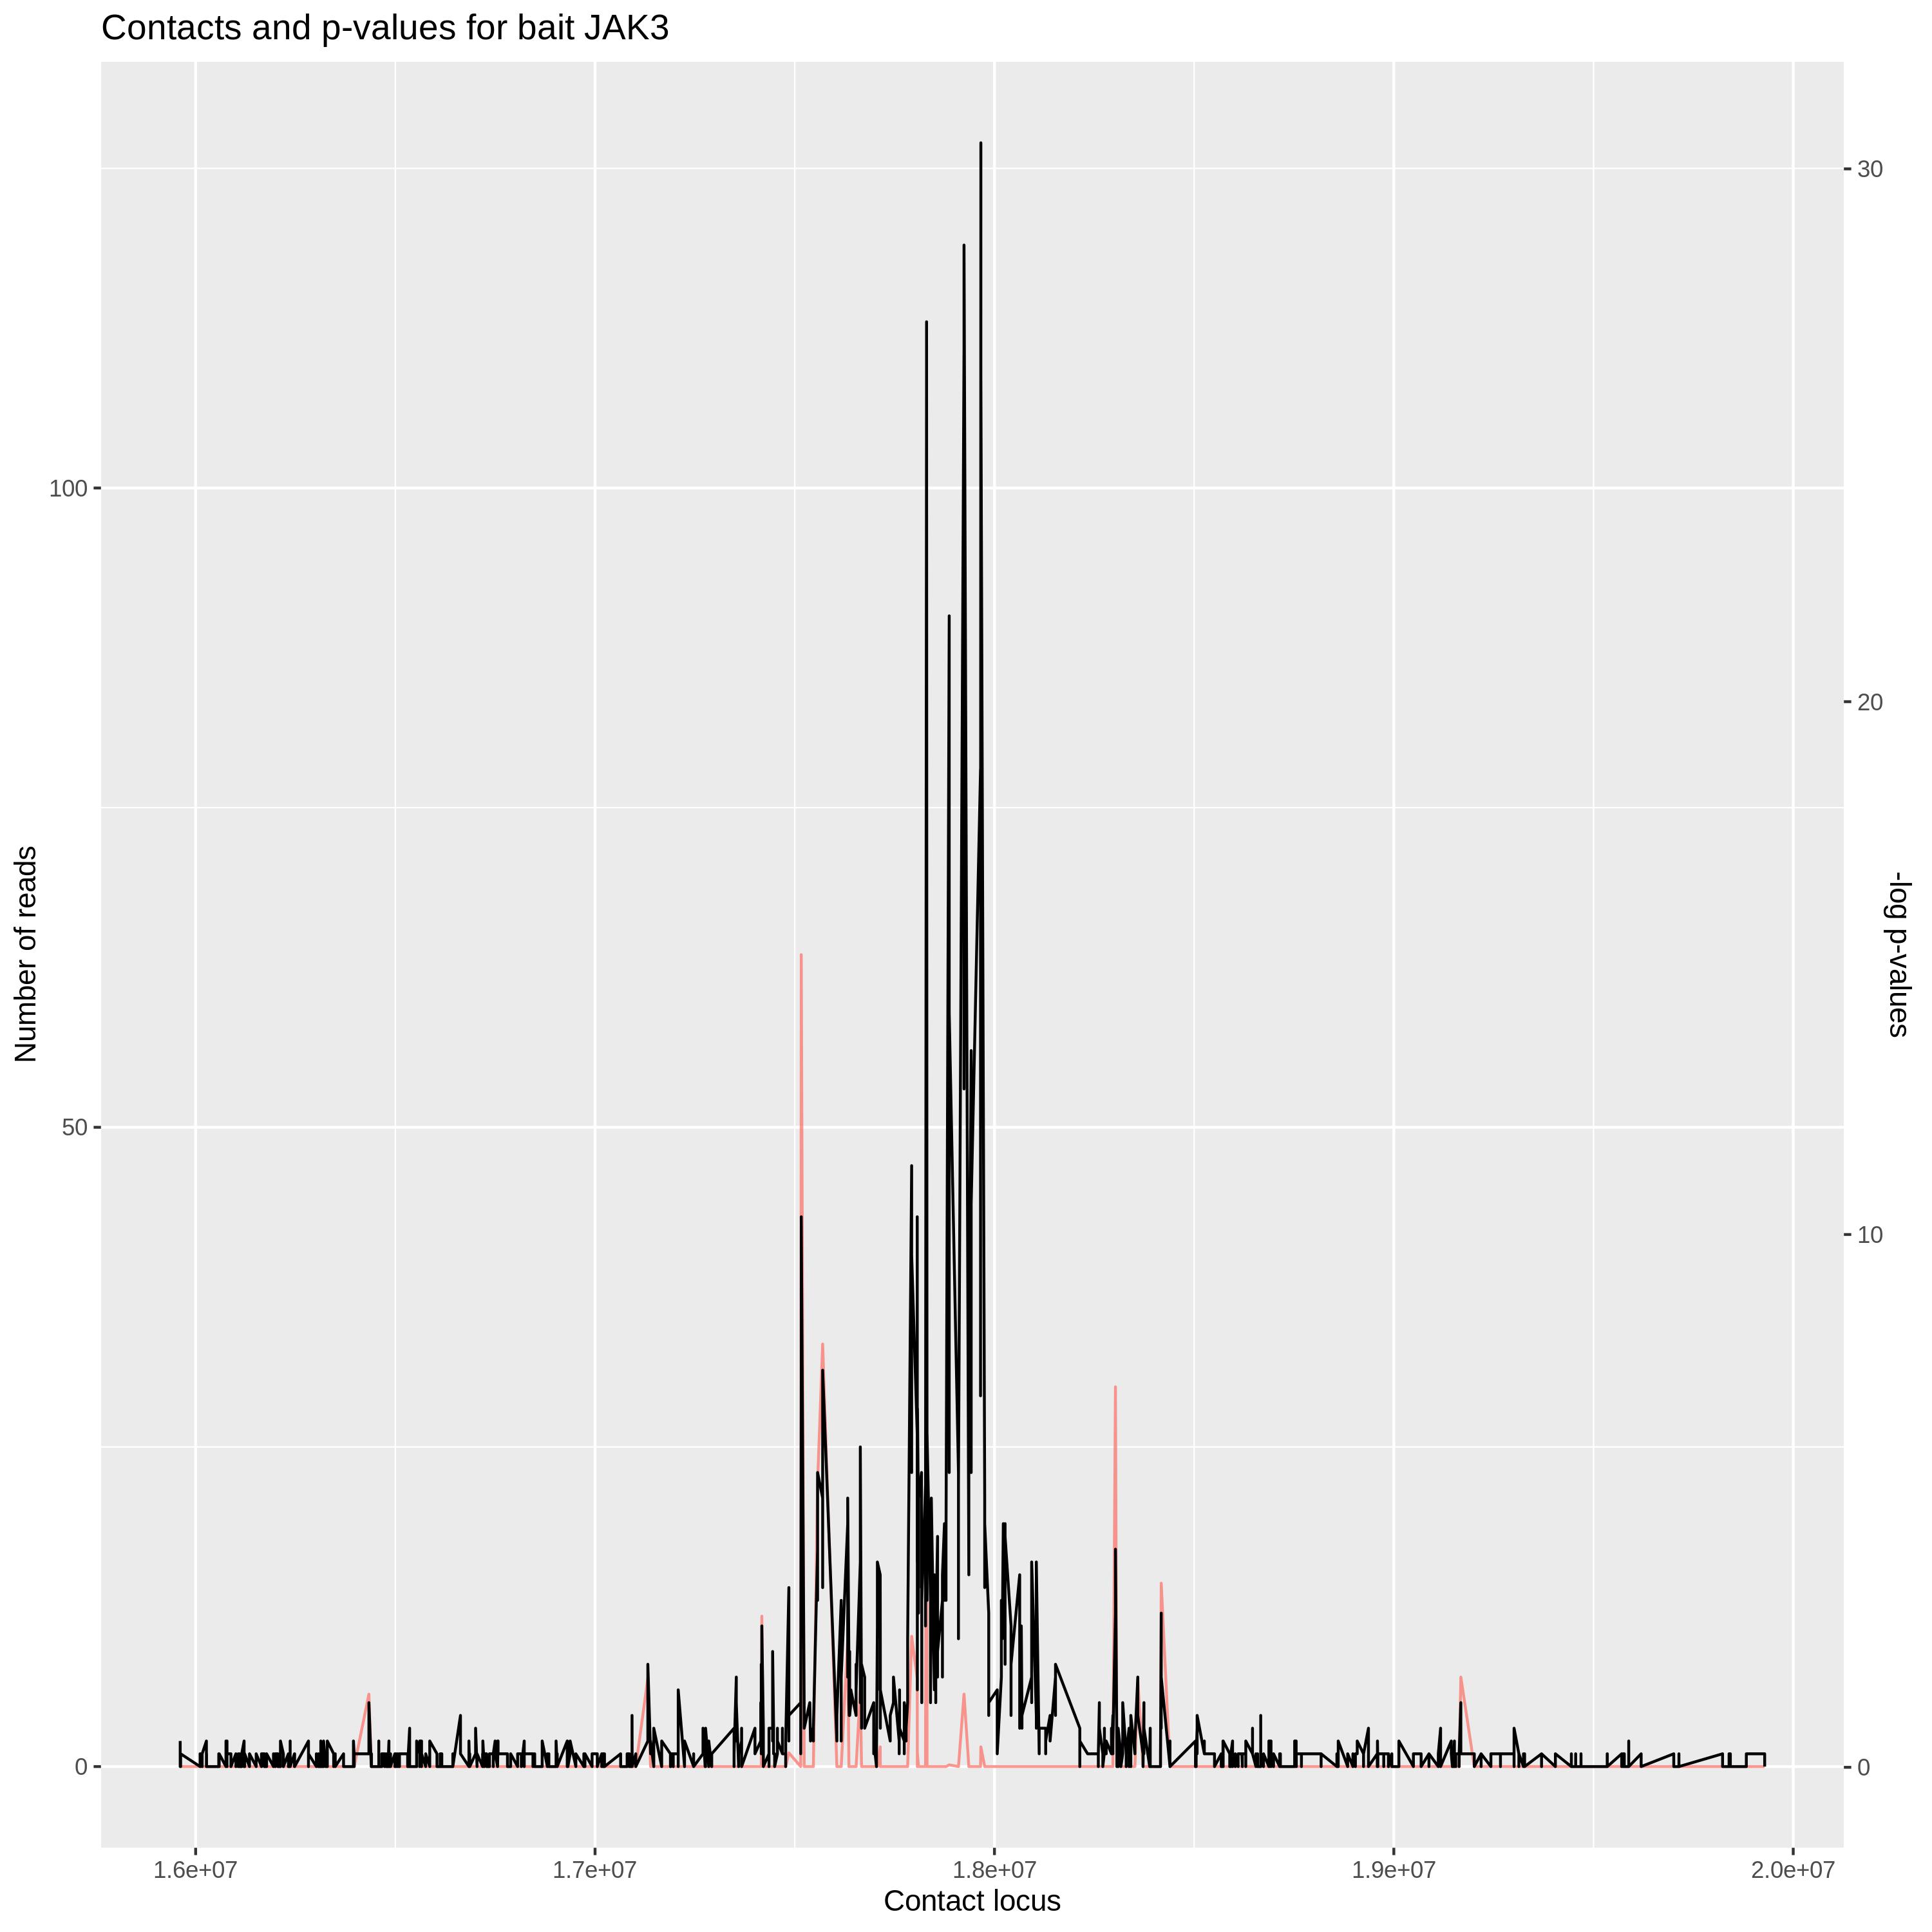 Contacts and p-values for bait JAK3
30
100
20
Number of reads
-log p-values
10
50
0
0
1.6e+07
1.7e+07
1.8e+07
1.9e+07
2.0e+07
Contact locus